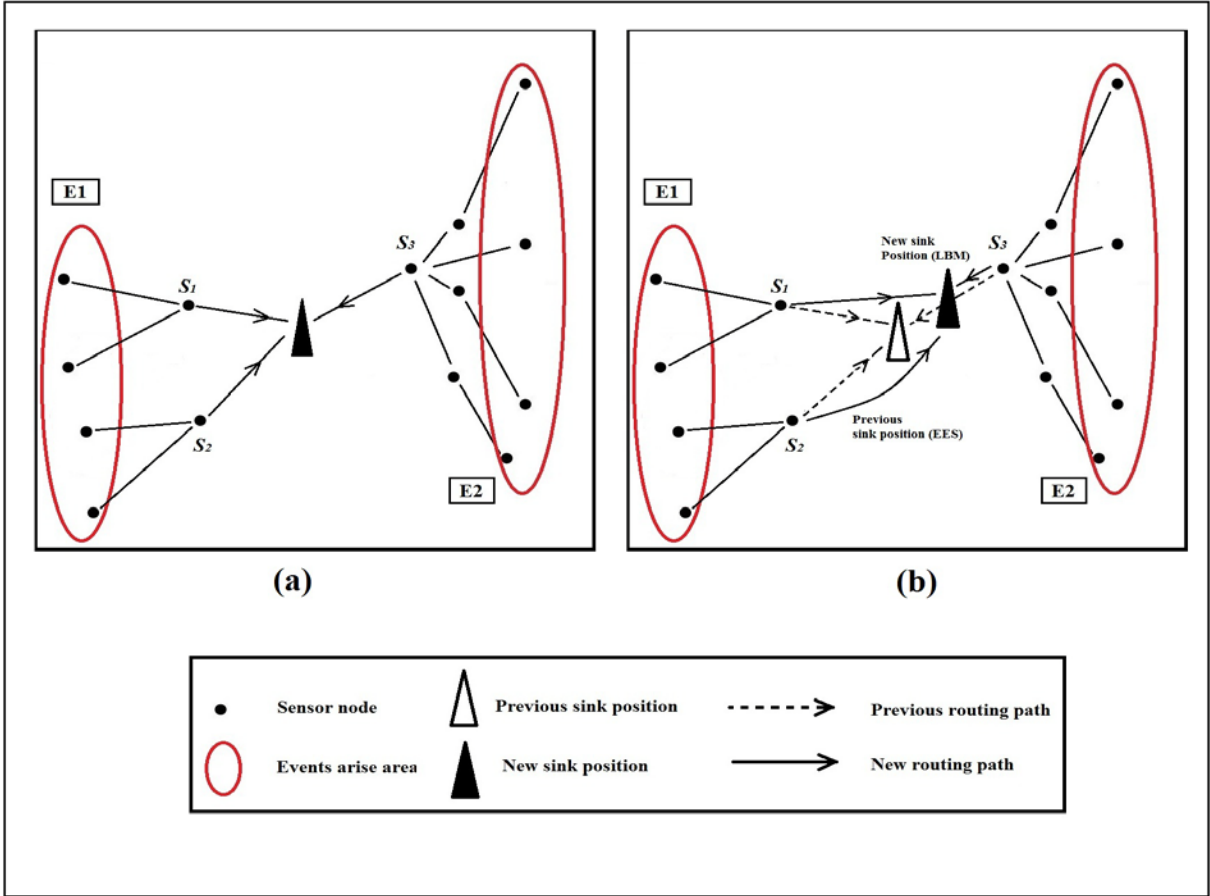 E1
S1
S2
S3
E2
(a)
E1
S1
S2
New sink
Position (LBM)
S3
Previous
sink position (EES)
E2
(b)
Sensor node
Previous sink position
Previous routing path
Events arise area
New sink position
New routing path